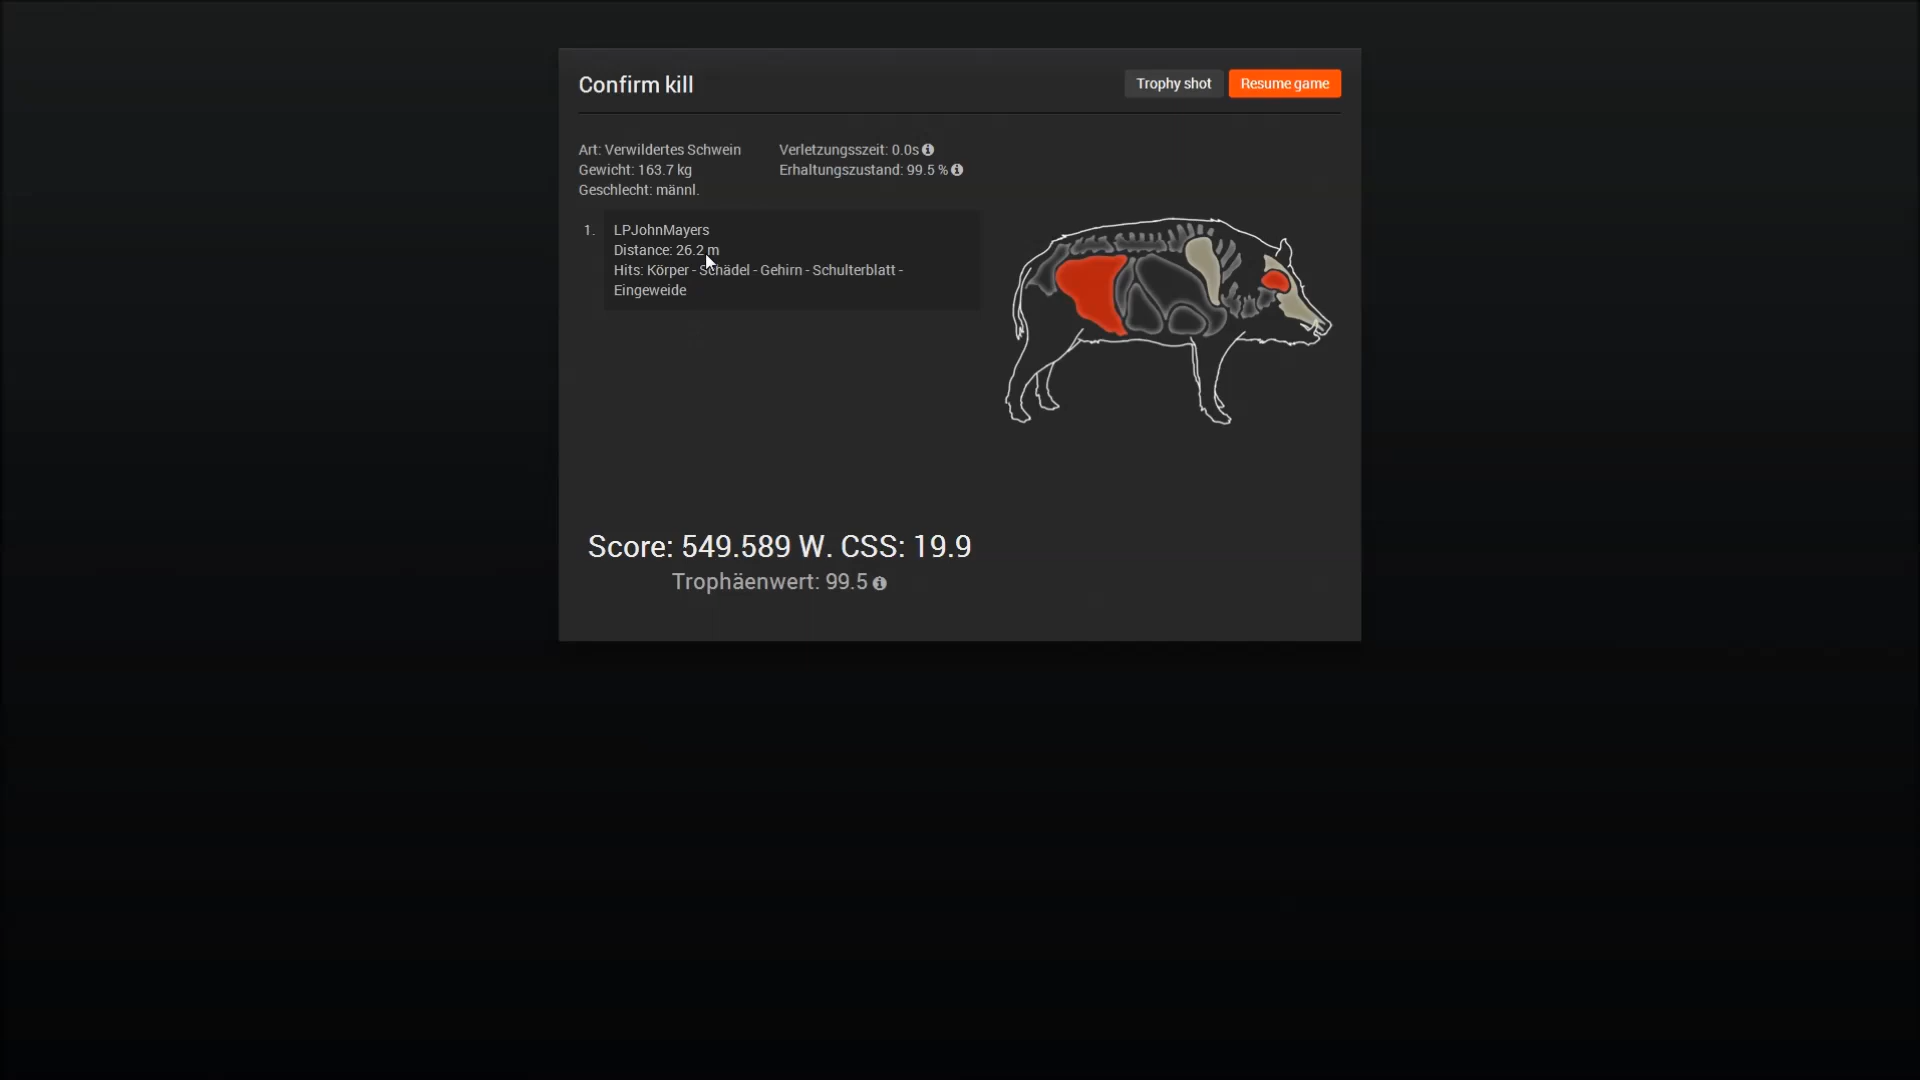 Confirm kill
Trophy shot
Resume game
Art: Verwildertes Schwein
Gewicht: 163.7 kg
Geschlecht: männl.
Verletzungsszeit: 0.0s
Erhaltungszustand: 99.5 %
1.
LPJohnMayers
Distance: 26.2 m
Hits: Körper - Schädel - Gehirn - Schulterblatt -
Eingeweide
Score: 549.589 W. CSS: 19.9
Trophäenwert: 99.5